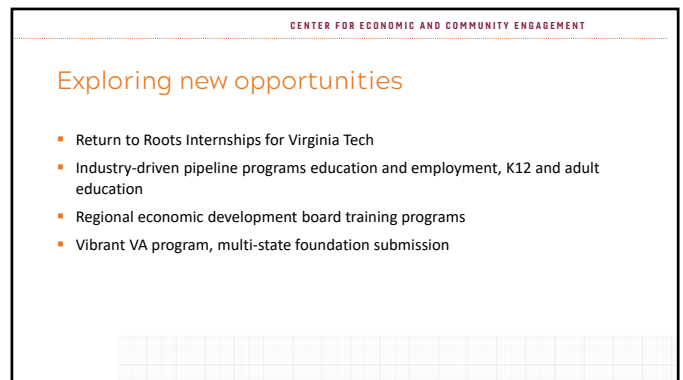 CENTER FOR ECONOMIC AND COMMUNITY ENGAGEMENT
Exploring new opportunities
▪ Return to Roots Internships for Virginia Tech
▪ Industry-driven pipeline programs education and employment, K12 and adult
education
▪ Regional economic development board training programs
▪ Vibrant VA program, multi-state foundation submission